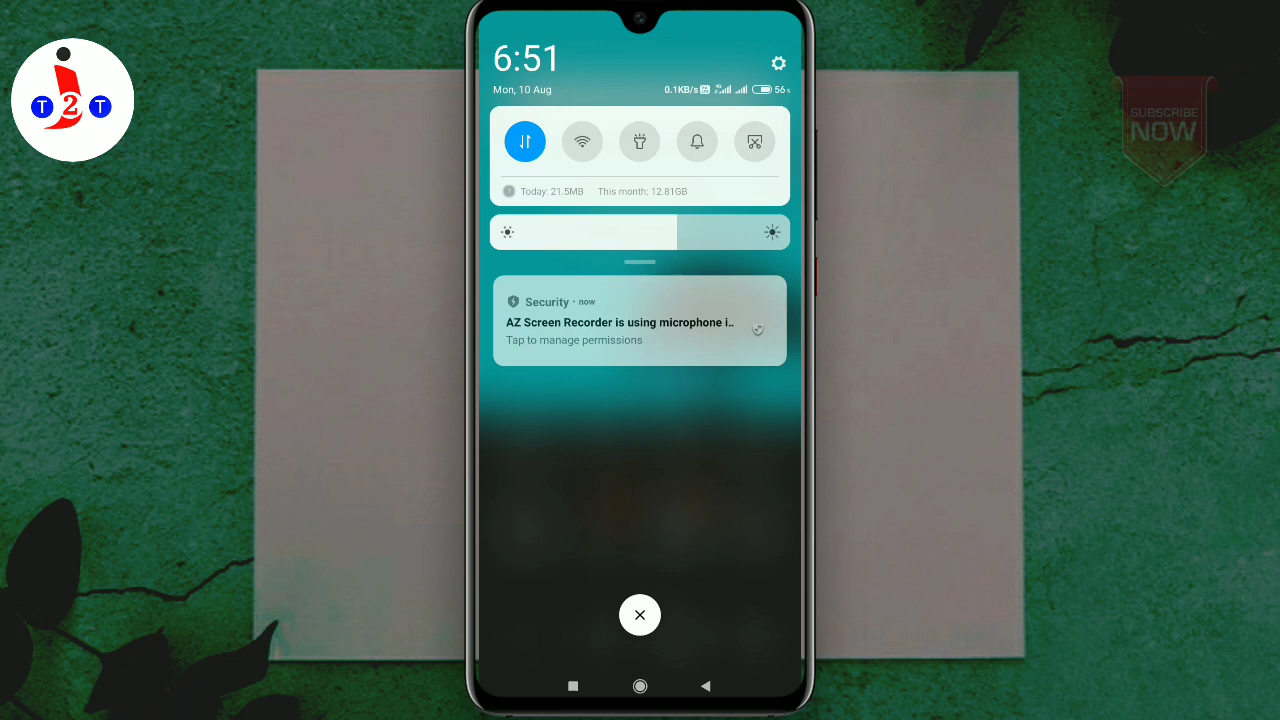 T 2 T
SUBSCRIBE
NOW
6:51
Mon, 10 Aug
0.1KB/s 56%
Today: 21.5MB This month: 12.81GB
Security · now
AZ Screen Recorder is using microphone i..
Tap to manage permissions